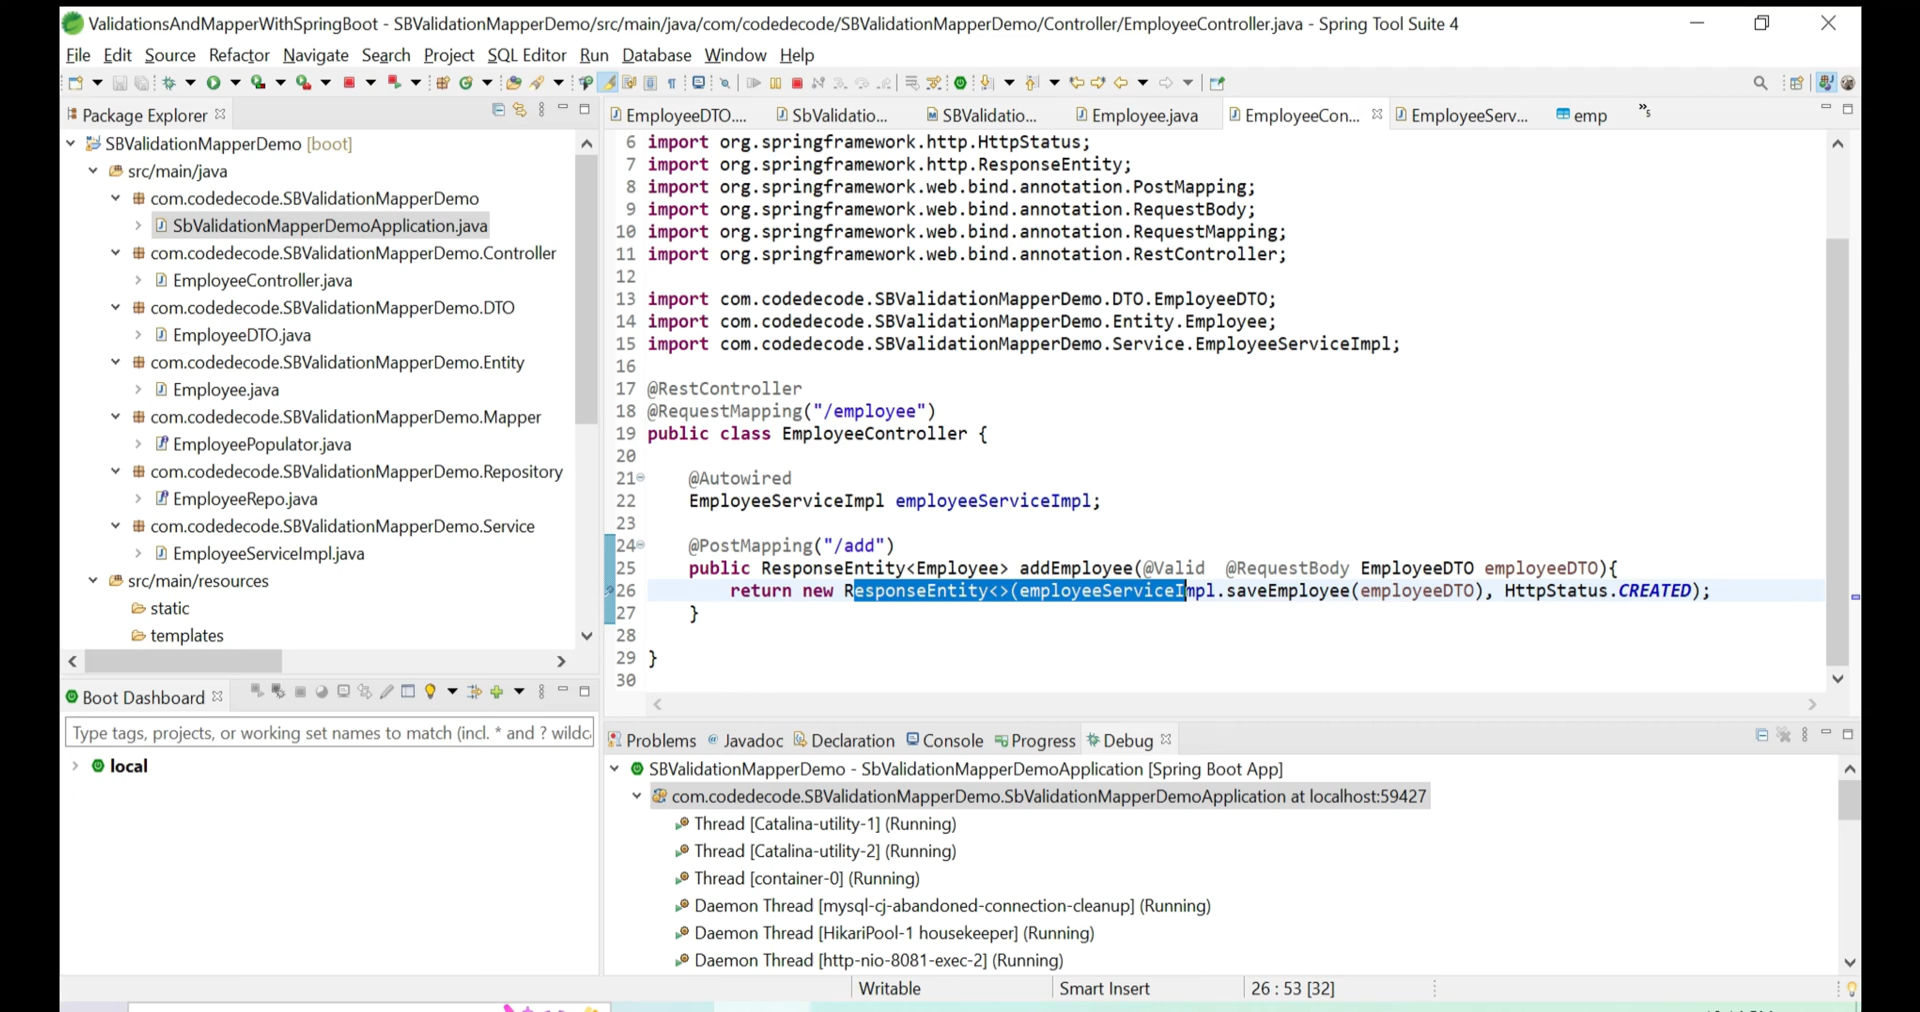 ValidationsAndMapperWithSpringBoot - SBValidationMapperDemo/src/main/java/com/codedecode/SBValidationMapperDemo/Controller/EmployeeController.java - Spring Tool Suite 4
File Edit Source Refactor Navigate Search Project SQL Editor Run Database Window Help
Package Explorer
SBValidationMapperDemo [boot]
src/main/java
com.codedecode.SBValidationMapperDemo
SbValidationMapperDemoApplication.java
com.codedecode.SBValidationMapperDemo.Controller
EmployeeController.java
com.codedecode.SBValidationMapperDemo.DTO
EmployeeDTO.java
com.codedecode.SBValidationMapperDemo.Entity
Employee.java
com.codedecode.SBValidationMapperDemo.Mapper
EmployeePopulator.java
com.codedecode.SBValidationMapperDemo.Repository
EmployeeRepo.java
com.codedecode.SBValidationMapperDemo.Service
EmployeeServiceImpl.java
src/main/resources
static
templates
Boot Dashboard
Type tags, projects, or working set names to match (incl. * and ? wildc
local
EmployeeDTO.... SbValidatio... SBValidatio... Employee.java EmployeeCon... EmployeeServ... emp »5
6 import org.springframework.http.HttpStatus;
7 import org.springframework.http.ResponseEntity;
8 import org.springframework.web.bind.annotation.PostMapping;
9 import org.springframework.web.bind.annotation.RequestBody;
10 import org.springframework.web.bind.annotation.RequestMapping;
11 import org.springframework.web.bind.annotation.RestController;
12
13 import com.codedecode.SBValidationMapperDemo.DTO.EmployeeDTO;
14 import com.codedecode.SBValidationMapperDemo.Entity.Employee;
15 import com.codedecode.SBValidationMapperDemo.Service.EmployeeServiceImpl;
16
17 @RestController
18 @RequestMapping("/employee")
19 public class EmployeeController {
20
21 @Autowired
22 EmployeeServiceImpl employeeServiceImpl;
23
24 @PostMapping("/add")
25 public ResponseEntity<Employee> addEmployee(@Valid @RequestBody EmployeeDTO employeeDTO){
26 return new ResponseEntity<>(employeeServiceImpl.saveEmployee(employeeDTO), HttpStatus.CREATED);
27 }
28
29 }
30
Problems Javadoc Declaration Console Progress Debug
SBValidationMapperDemo - SbValidationMapperDemoApplication [Spring Boot App]
com.codedecode.SBValidationMapperDemo.SbValidationMapperDemoApplication at localhost:59427
Thread [Catalina-utility-1] (Running)
Thread [Catalina-utility-2] (Running)
Thread [container-0] (Running)
Daemon Thread [mysql-cj-abandoned-connection-cleanup] (Running)
Daemon Thread [HikariPool-1 housekeeper] (Running)
Daemon Thread [http-nio-8081-exec-2] (Running)
Writable Smart Insert 26 : 53 [32]